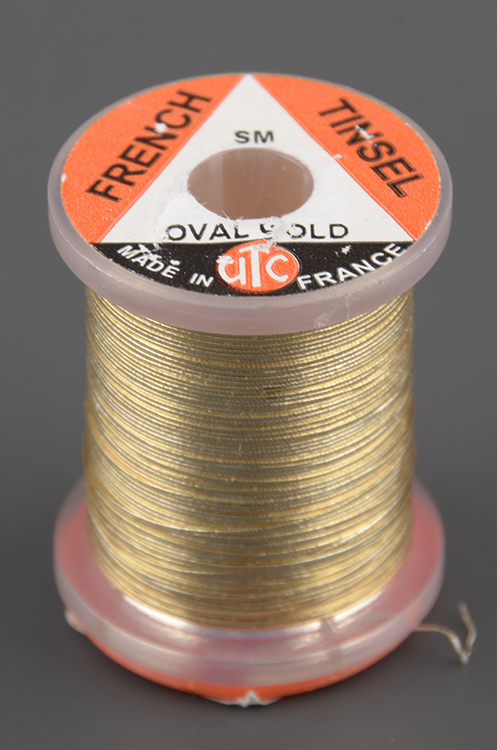 FRENCH
TINSEL
SM
OVAL GOLD
MADE IN
UTC
FRANCE